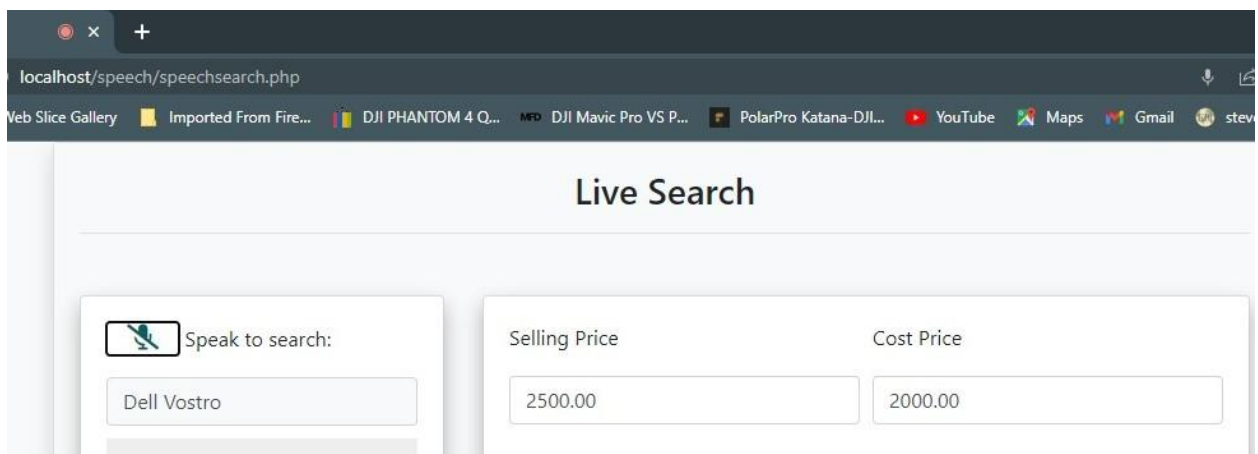 localhost/speech/speechsearch.php
Web Slice Gallery Imported From Fire... DJI PHANTOM 4 Q... MFD DJI Mavic Pro VS P... PolarPro Katana-DJI... YouTube Maps Gmail steve
Live Search
Speak to search:
Selling Price Cost Price
Dell Vostro 2500.00 2000.00